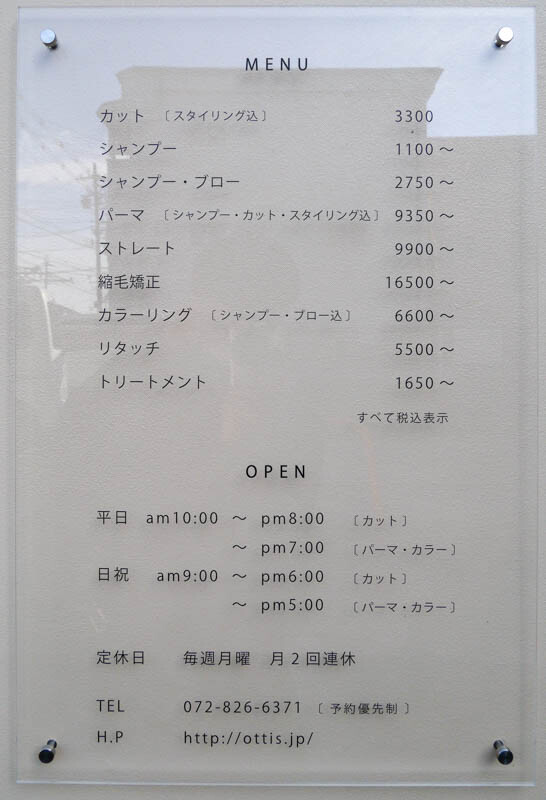 MENU
カット 〔スタイリング込〕 3300
シャンプー 1100～
シャンプー・ブロー 2750～
パーマ 〔シャンプー・カット・スタイリング込〕 9350～
ストレート 9900～
縮毛矯正 16500～
カラーリング 〔シャンプー・ブロー込〕 6600～
リタッチ 5500～
トリートメント 1650～
すべて税込表示
OPEN
平日 am10:00 ～ pm8:00 〔カット〕
～ pm7:00 〔パーマ・カラー〕
日祝 am9:00 ～ pm6:00 〔カット〕
～ pm5:00 〔パーマ・カラー〕
定休日 毎週月曜 月2回連休
TEL 072-826-6371 〔予約優先制〕
H.P http://ottis.jp/